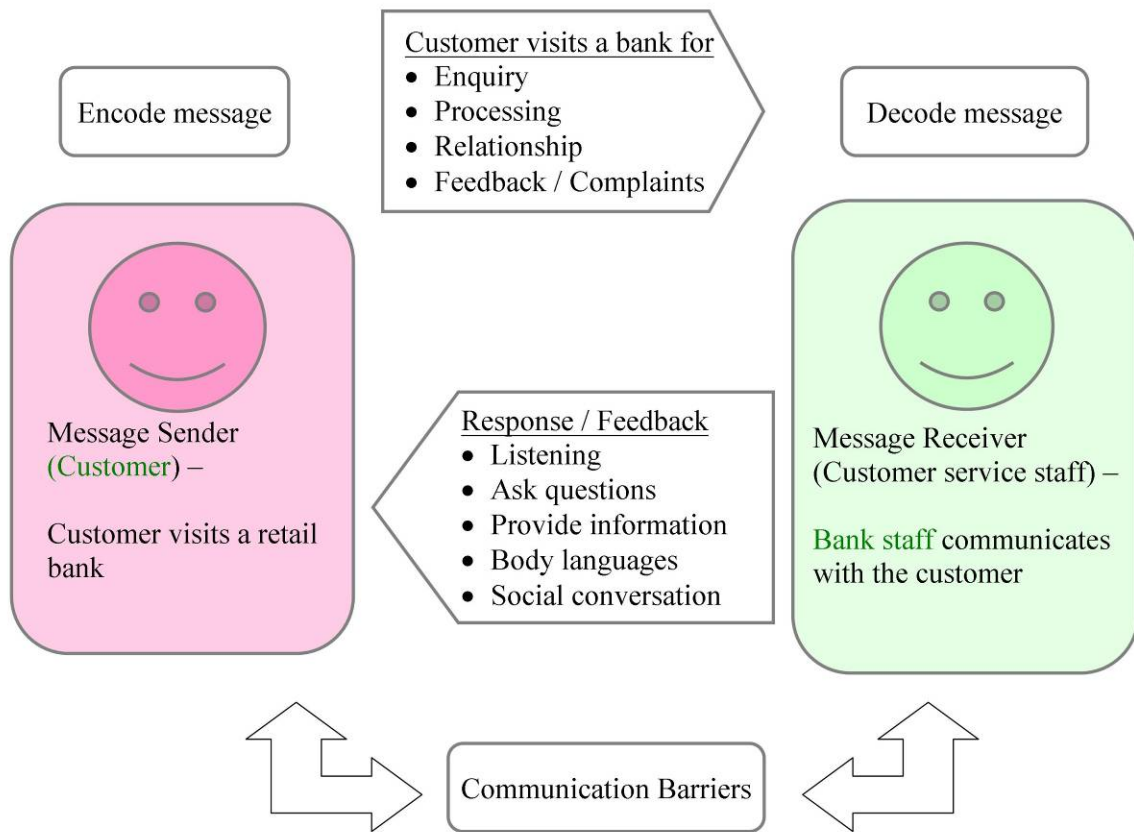 Encode message
Customer visits a bank for
• Enquiry
• Processing
• Relationship
• Feedback / Complaints
Decode message
Message Sender
(Customer) –
Customer visits a retail
bank
Response / Feedback
• Listening
• Ask questions
• Provide information
• Body languages
• Social conversation
Message Receiver
(Customer service staff) –
Bank staff communicates
with the customer
Communication Barriers